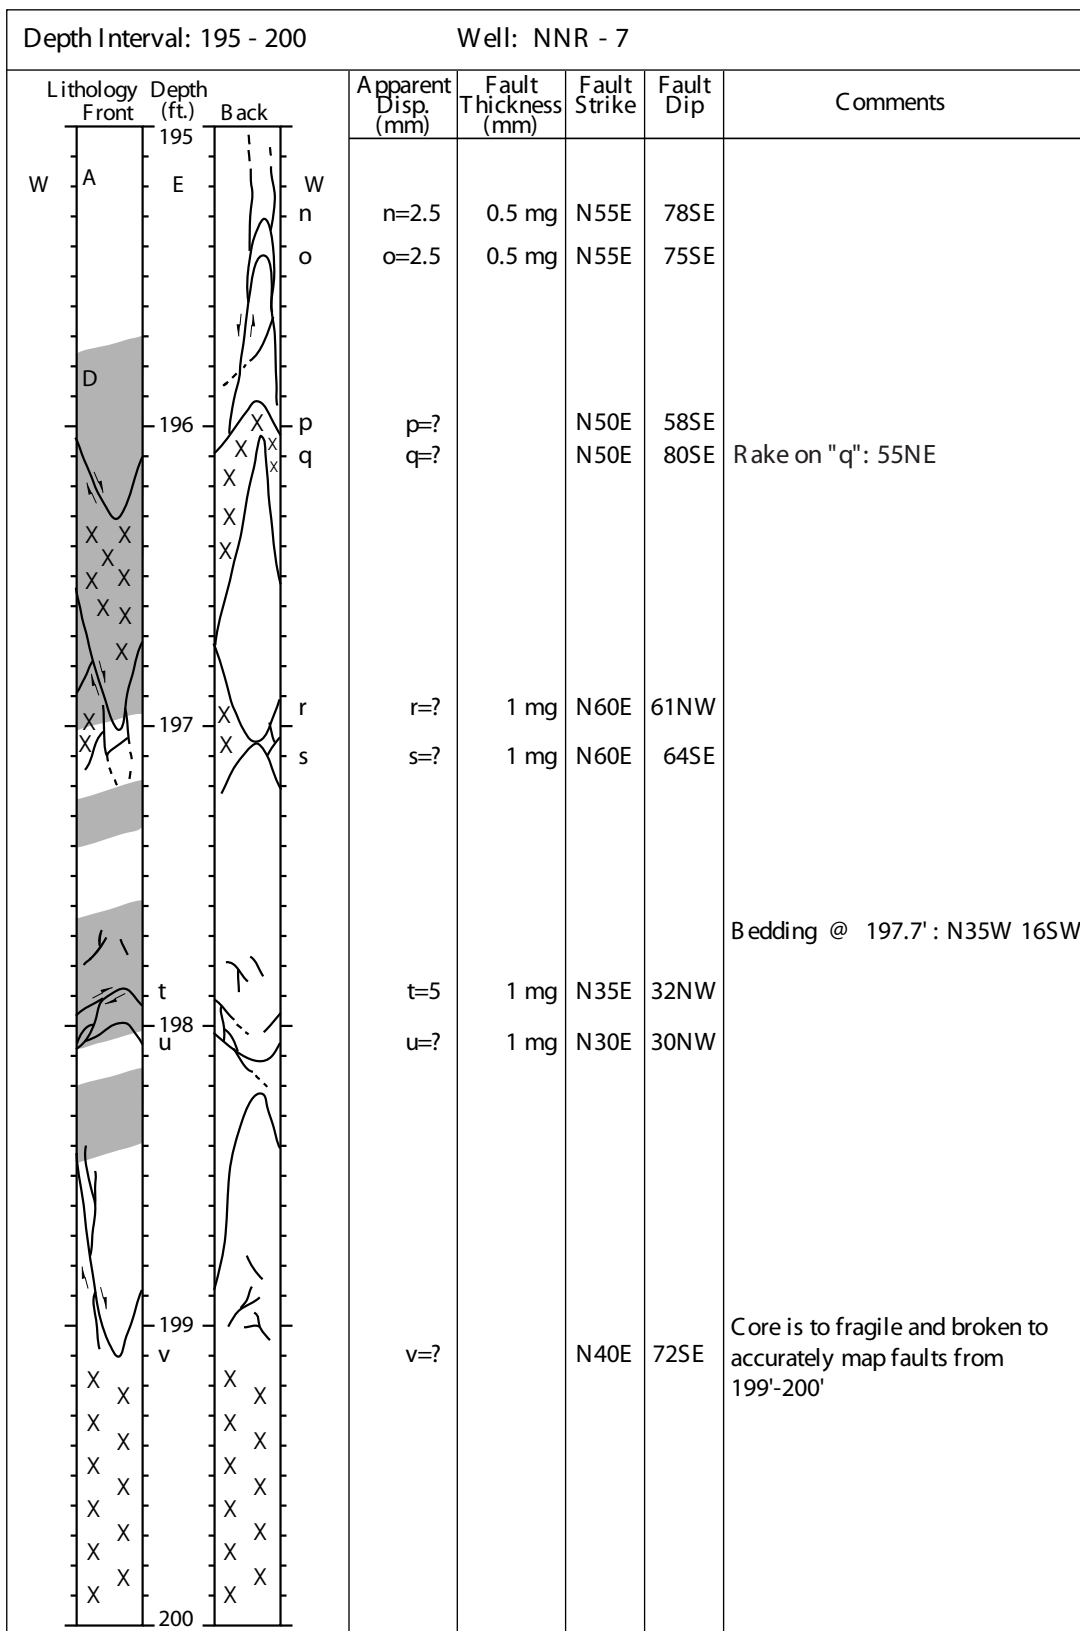 Depth Interval: 195 - 200 Well: NNR - 7
Lithology Depth Apparent Fault Fault Fault
Front (ft.) Back Disp. Thickness Strike Dip Comments
(mm) (mm)
195
W A E W
n n=2.5 0.5 mg N55E 78SE
o o=2.5 0.5 mg N55E 75SE
D
196 X p p=? N50E 58SE
X X q q=? N50E 80SE Rake on "q": 55NE
X
X
X
X X
X X
X
X X
X X
X
X X r r=? 1 mg N60E 61NW
197
X X s s=? 1 mg N60E 64SE
Bedding @ 197.7': N35W 16SW
t t=5 1 mg N35E 32NW
198
u u=? 1 mg N30E 30NW
199 Core is to fragile and broken to
v v=? N40E 72SE accurately map faults from
199'-200'
X X
X X
X X
X X
X X
X X
X X
X X
X X
X X
X X
200